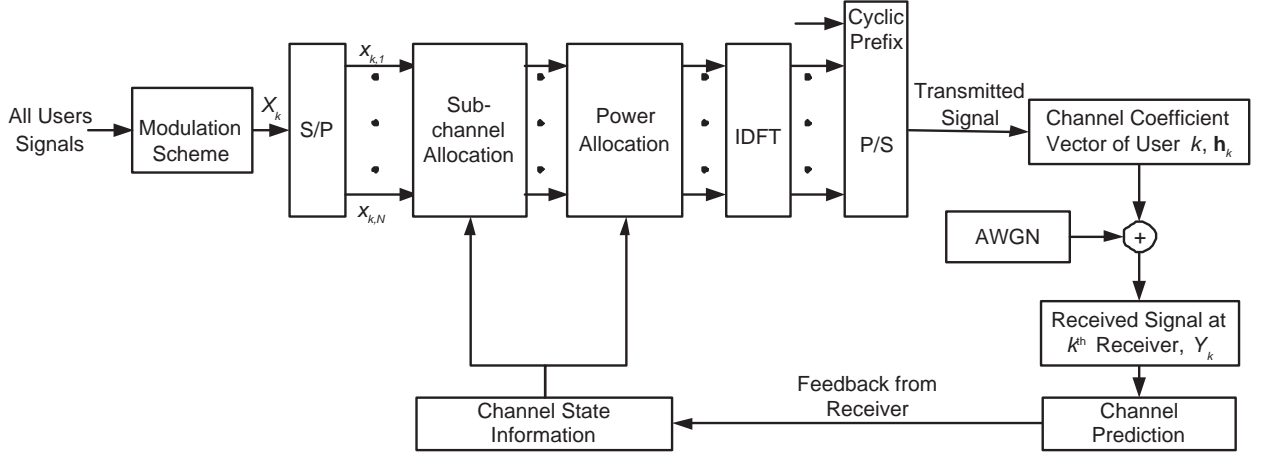 All Users
Signals
Modulation
Scheme
X_k
S/P
x_{k,1}
x_{k,N}
Sub-
channel
Allocation
Power
Allocation
IDFT
Cyclic
Prefix
P/S
Transmitted
Signal
Channel Coefficient
Vector of User k, h_k
AWGN
+
Received Signal at
k^th Receiver, Y_k
Channel
Prediction
Feedback from
Receiver
Channel State
Information